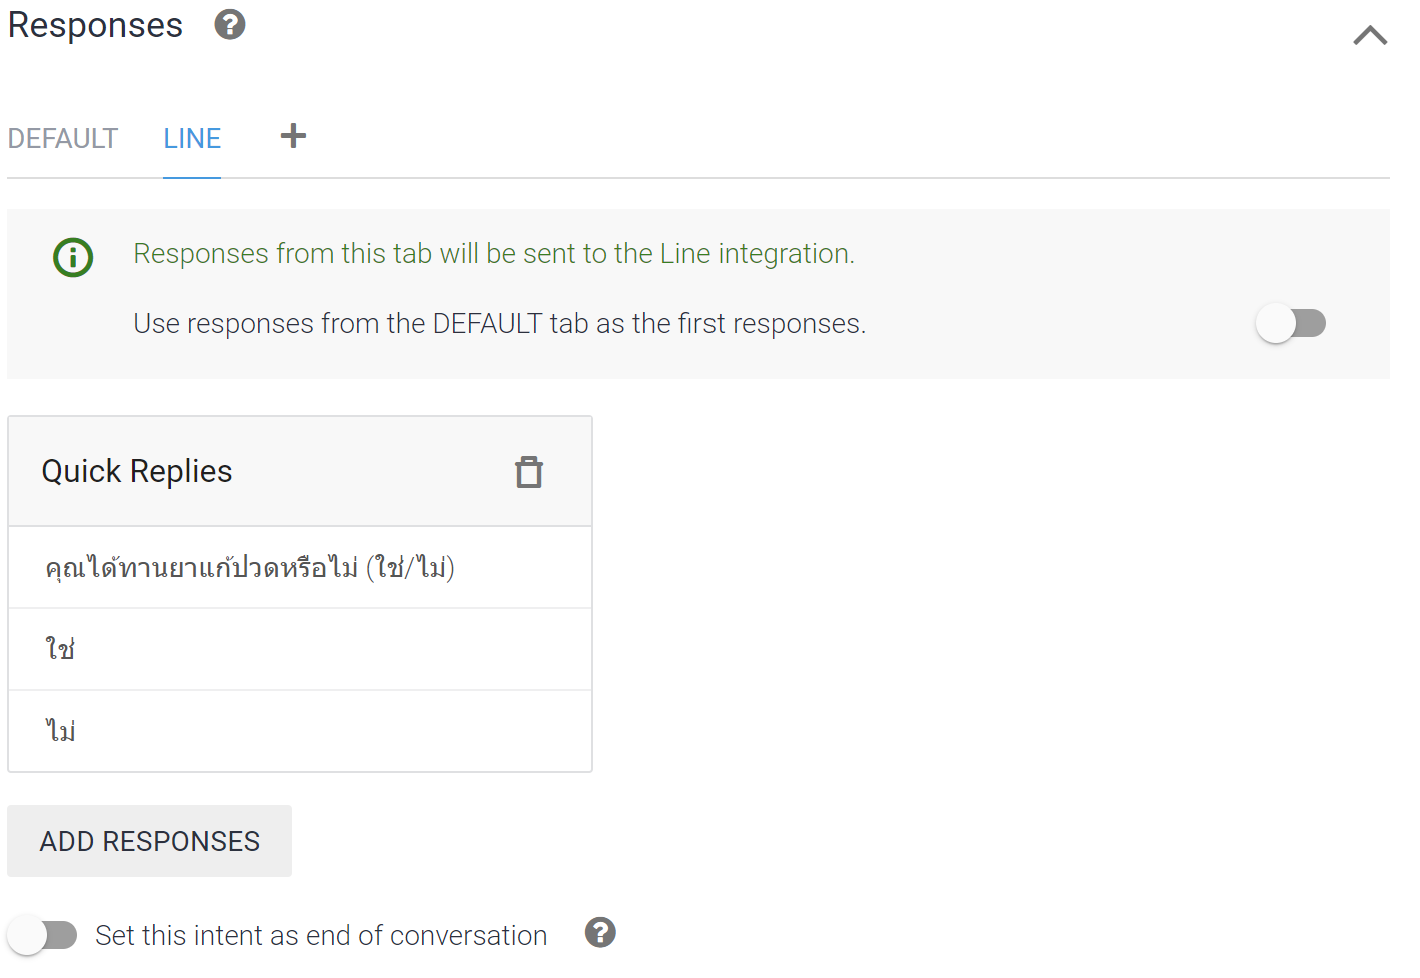 Responses
DEFAULT LINE
Responses from this tab will be sent to the Line integration.
Use responses from the DEFAULT tab as the first responses.
Quick Replies
คุณได้ทานยาแก้ปวดหรือไม่ (ใช่/ไม่)
ใช่
ไม่
ADD RESPONSES
Set this intent as end of conversation